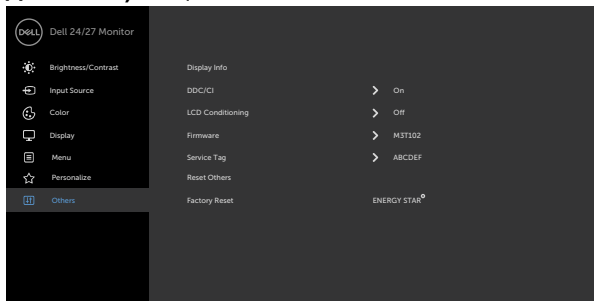 DELL Dell 24/27 Monitor
Brightness/Contrast Display Info
Input Source DDC/CI On
Color LCD Conditioning Off
Display Firmware M3T102
Menu Service Tag ABCDEF
Personalize Reset Others
Others Factory Reset ENERGY STAR®